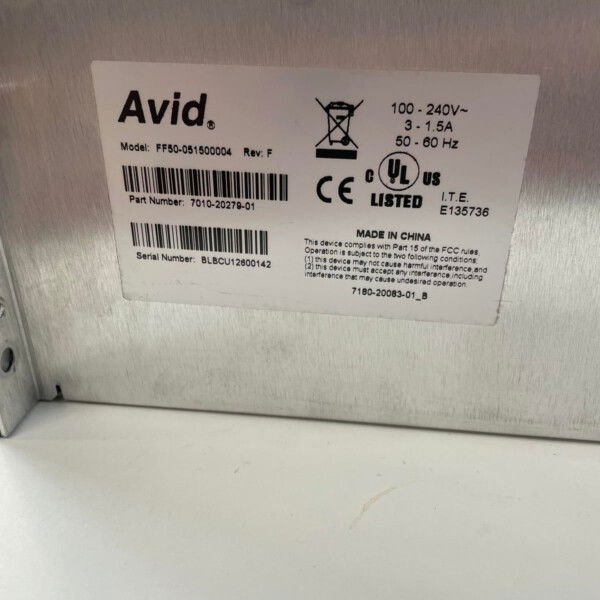 Avid®
Model: FF50-051500004 Rev: F
Part Number: 7010-20279-01
Serial Number: BLBCU12600142
100 - 240V~
3 - 1.5A
50 - 60 Hz
CE
C UL US
LISTED
I.T.E.
E135736
MADE IN CHINA
This device complies with Part 15 of the FCC rules
Operation is subject to the two following conditions:
(1) this device may not cause harmful interference,and
(2) this device must accept any interference,including
interference that may cause undesired operation.
7180-20083-01_B